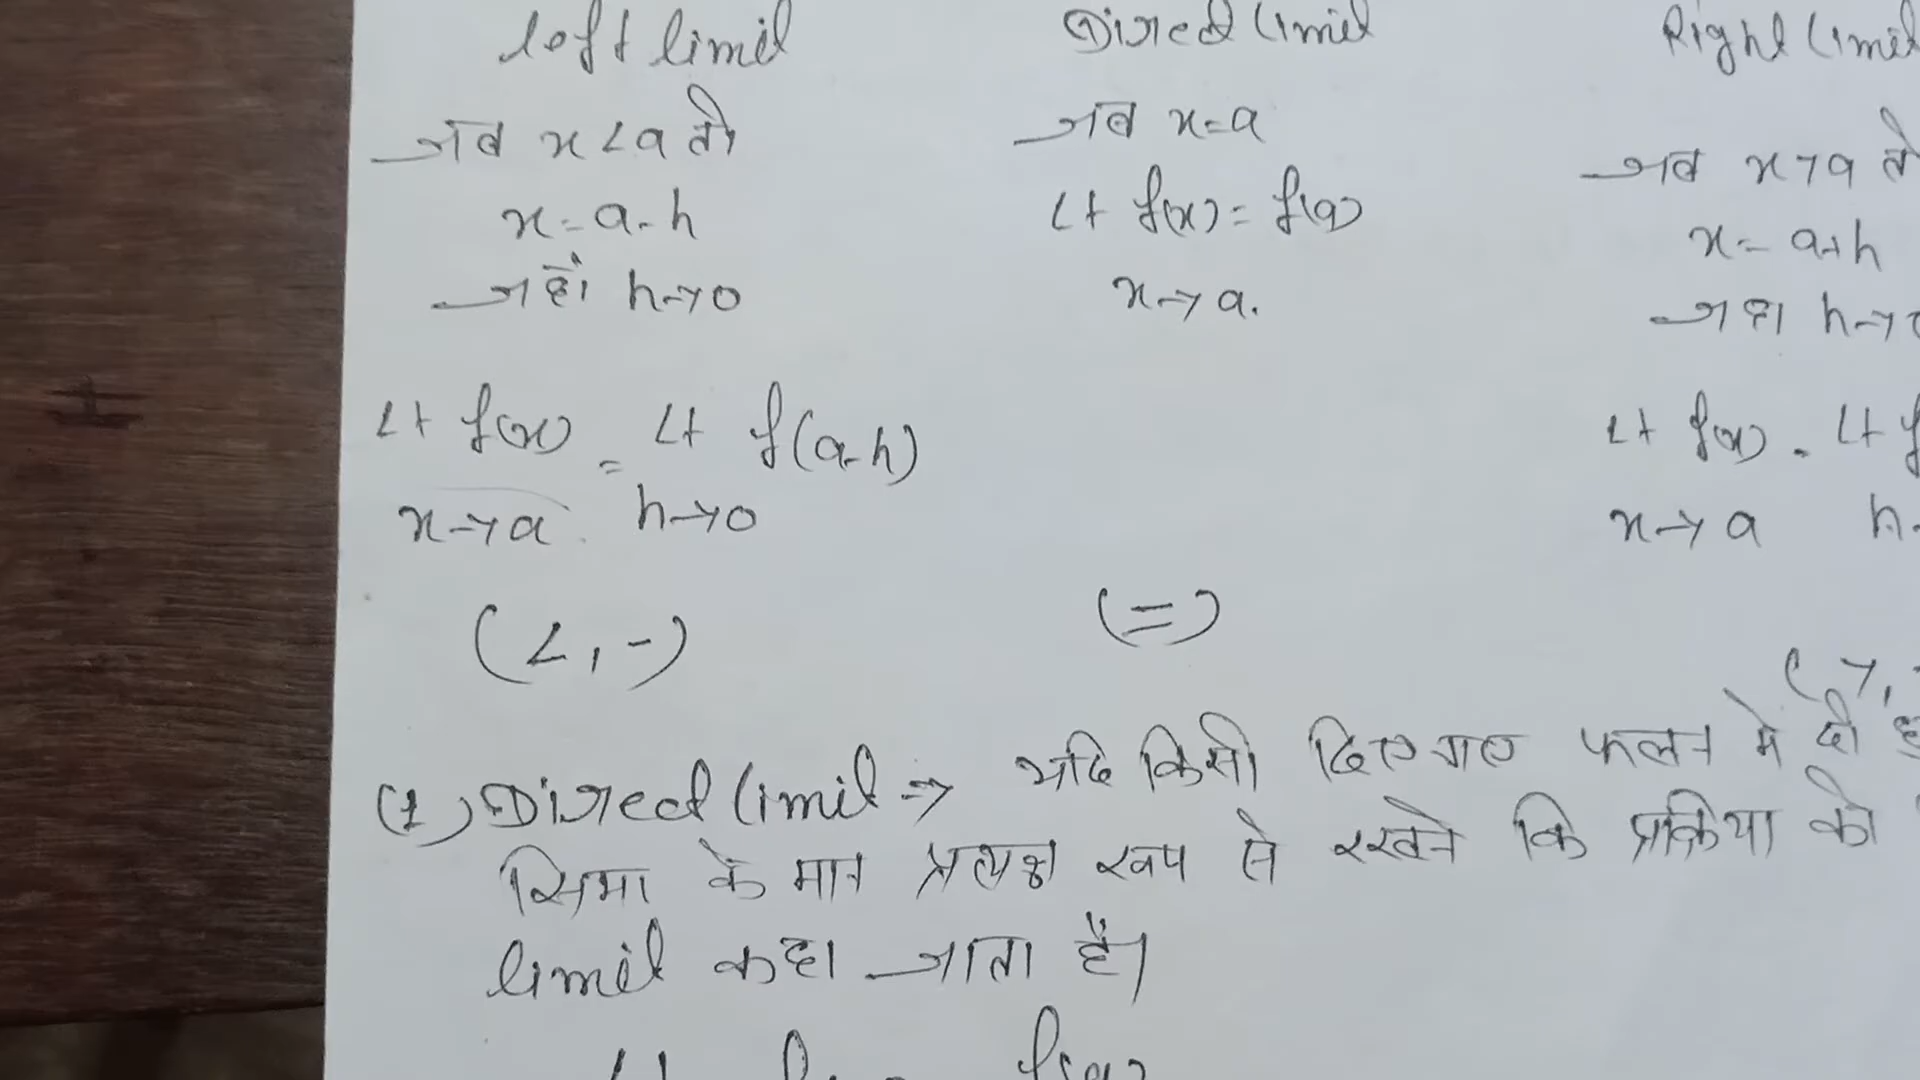 left limit
जब x<a तो
x=a-h
जहाँ h→0
Lt f(x) = Lt f(a-h)
x→a h→0
(<,-)
Direct limit
जब x=a
Lt f(x) = f(a)
x→a.
(=)
Right limit
जब x>a तो
x=a+h
जहा h→
Lt f(x) = Lt
x→a h
(>,
(1) Direct limit ⇒ यदि किसी दिए गए फलन मे दी
सिमा के मान प्रत्यक्ष रूप से रखने कि प्रक्रिया को
limit कहा जाता है।